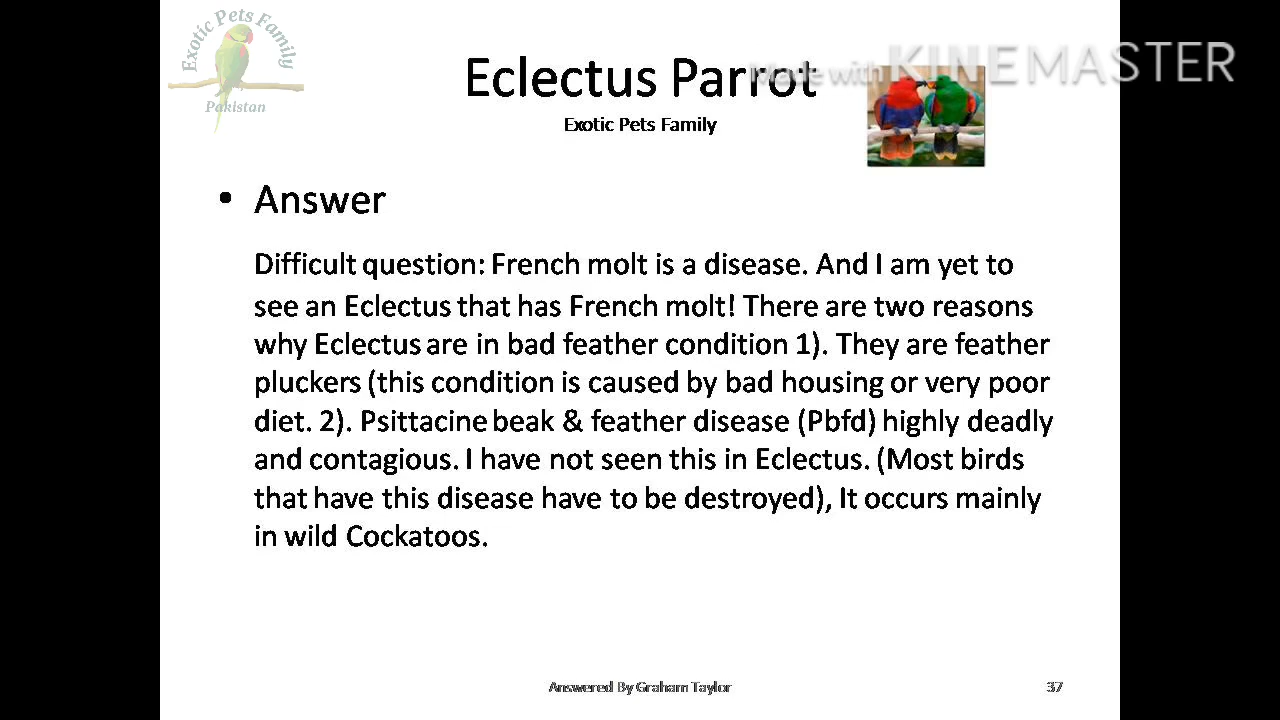 Exotic Pets Family
Pakistan
Eclectus Parrot
Made with KINEMASTER
Exotic Pets Family
• Answer
Difficult question: French molt is a disease. And I am yet to
see an Eclectus that has French molt! There are two reasons
why Eclectus are in bad feather condition 1). They are feather
pluckers (this condition is caused by bad housing or very poor
diet. 2). Psittacine beak & feather disease (Pbfd) highly deadly
and contagious. I have not seen this in Eclectus. (Most birds
that have this disease have to be destroyed), It occurs mainly
in wild Cockatoos.
Answered By Graham Taylor
37